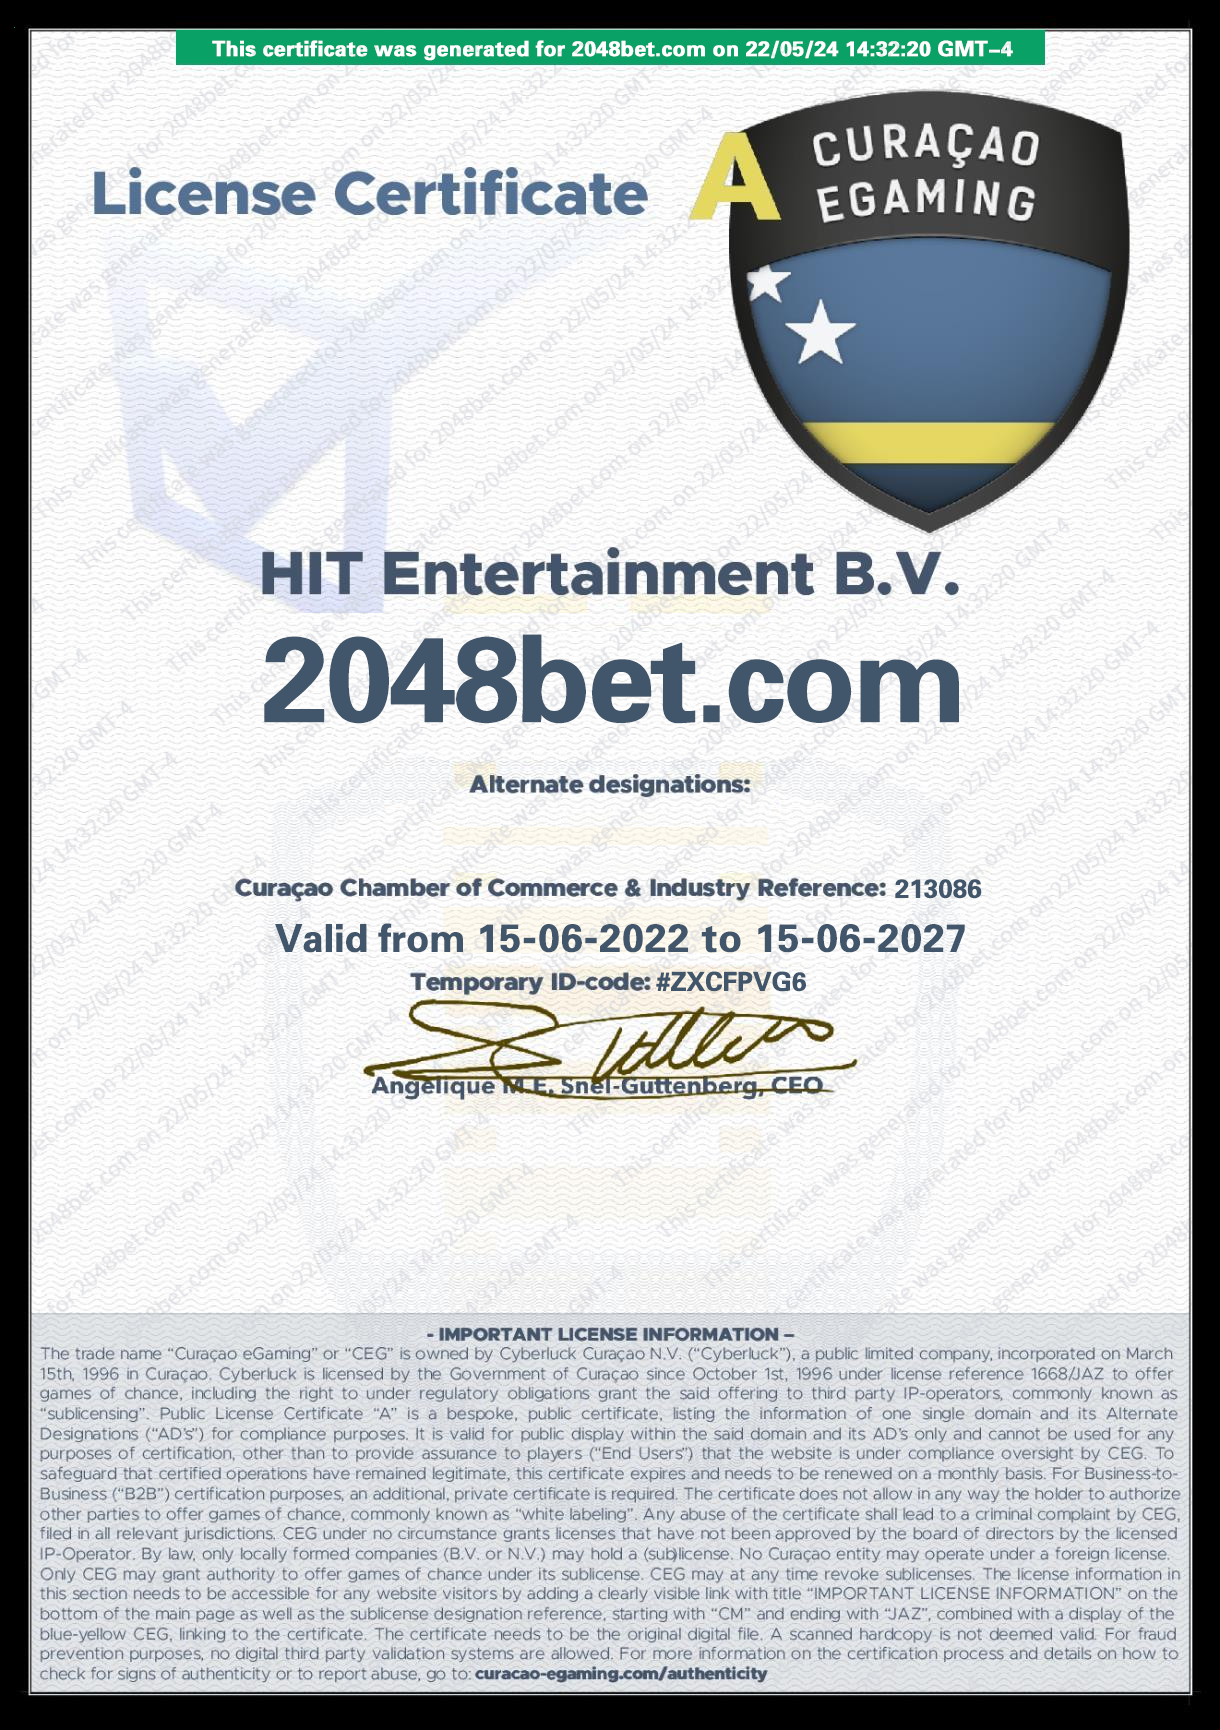 This certificate was generated for 2048bet.com on 22/05/24 14:32:20 GMT-4
License Certificate
A
CURAÇAO
EGAMING
HIT Entertainment B.V.
2048bet.com
Alternate designations:
Curaçao Chamber of Commerce & Industry Reference: 213086
Valid from 15-06-2022 to 15-06-2027
Temporary ID-code: #ZXCFPVG6
Angélique M.E. Snel-Guttenberg, CEO
- IMPORTANT LICENSE INFORMATION –
The trade name “Curaçao eGaming” or “CEG” is owned by Cyberluck Curaçao N.V. (“Cyberluck”), a public limited company, incorporated on March
15th, 1996 in Curaçao. Cyberluck is licensed by the Government of Curaçao since October 1st, 1996 under license reference 1668/JAZ to offer
games of chance, including the right to under regulatory obligations grant the said offering to third party IP-operators, commonly known as
“sublicensing”. Public License Certificate “A” is a bespoke, public certificate, listing the information of one single domain and its Alternate
Designations (“AD’s”) for compliance purposes. It is valid for public display within the said domain and its AD’s only and cannot be used for any
purposes of certification, other than to provide assurance to players (“End Users”) that the website is under compliance oversight by CEG. To
safeguard that certified operations have remained legitimate, this certificate expires and needs to be renewed on a monthly basis. For Business-to-
Business (“B2B”) certification purposes, an additional, private certificate is required. The certificate does not allow in any way the holder to authorize
other parties to offer games of chance, commonly known as “white labeling”. Any abuse of the certificate shall lead to a criminal complaint by CEG,
filed in all relevant jurisdictions. CEG under no circumstance grants licenses that have not been approved by the board of directors by the licensed
IP-Operator. By law, only locally formed companies (B.V. or N.V.) may hold a (sub)license. No Curaçao entity may operate under a foreign license.
Only CEG may grant authority to offer games of chance under its sublicense. CEG may at any time revoke sublicenses. The license information in
this section needs to be accessible for any website visitors by adding a clearly visible link with title “IMPORTANT LICENSE INFORMATION” on the
bottom of the main page as well as the sublicense designation reference, starting with “CM” and ending with “JAZ”, combined with a display of the
blue-yellow CEG, linking to the certificate. The certificate needs to be the original digital file. A scanned hardcopy is not deemed valid. For fraud
prevention purposes, no digital third party validation systems are allowed. For more information on the certification process and details on how to
check for signs of authenticity or to report abuse, go to: curacao-egaming.com/authenticity